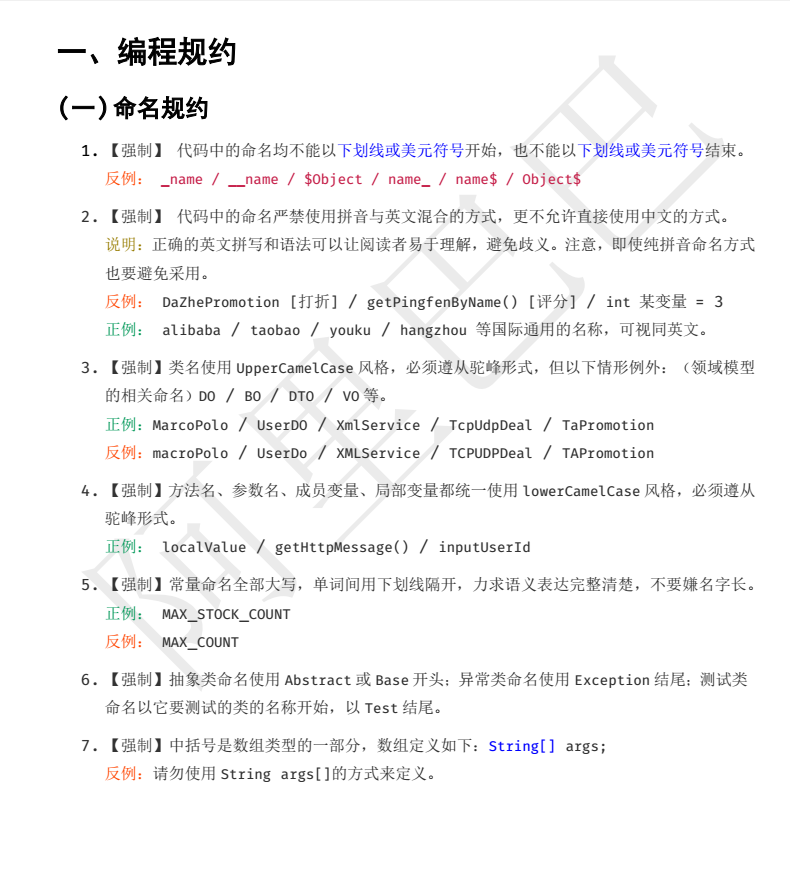 一、编程规约
(一)命名规约
1. 【强制】 代码中的命名均不能以下划线或美元符号开始，也不能以下划线或美元符号结束。
反例： _name / __name / $Object / name_ / name$ / Object$
2. 【强制】 代码中的命名严禁使用拼音与英文混合的方式，更不允许直接使用中文的方式。
说明：正确的英文拼写和语法可以让阅读者易于理解，避免歧义。注意，即使纯拼音命名方式
也要避免采用。
反例： DaZhePromotion [打折] / getPingfenByName() [评分] / int 某变量 = 3
正例： alibaba / taobao / youku / hangzhou 等国际通用的名称，可视同英文。
3. 【强制】类名使用 UpperCamelCase 风格，必须遵从驼峰形式，但以下情形例外：（领域模型
的相关命名）DO / BO / DTO / VO 等。
正例：MarcoPolo / UserDO / XmlService / TcpUdpDeal / TaPromotion
反例：macroPolo / UserDo / XMLService / TCPUDPDeal / TAPromotion
4. 【强制】方法名、参数名、成员变量、局部变量都统一使用 lowerCamelCase 风格，必须遵从
驼峰形式。
正例： localValue / getHttpMessage() / inputUserId
5. 【强制】常量命名全部大写，单词间用下划线隔开，力求语义表达完整清楚，不要嫌名字长。
正例： MAX_STOCK_COUNT
反例： MAX_COUNT
6. 【强制】抽象类命名使用 Abstract 或 Base 开头；异常类命名使用 Exception 结尾；测试类
命名以它要测试的类的名称开始，以 Test 结尾。
7. 【强制】中括号是数组类型的一部分，数组定义如下：String[] args;
反例：请勿使用 String args[]的方式来定义。
阿里巴巴